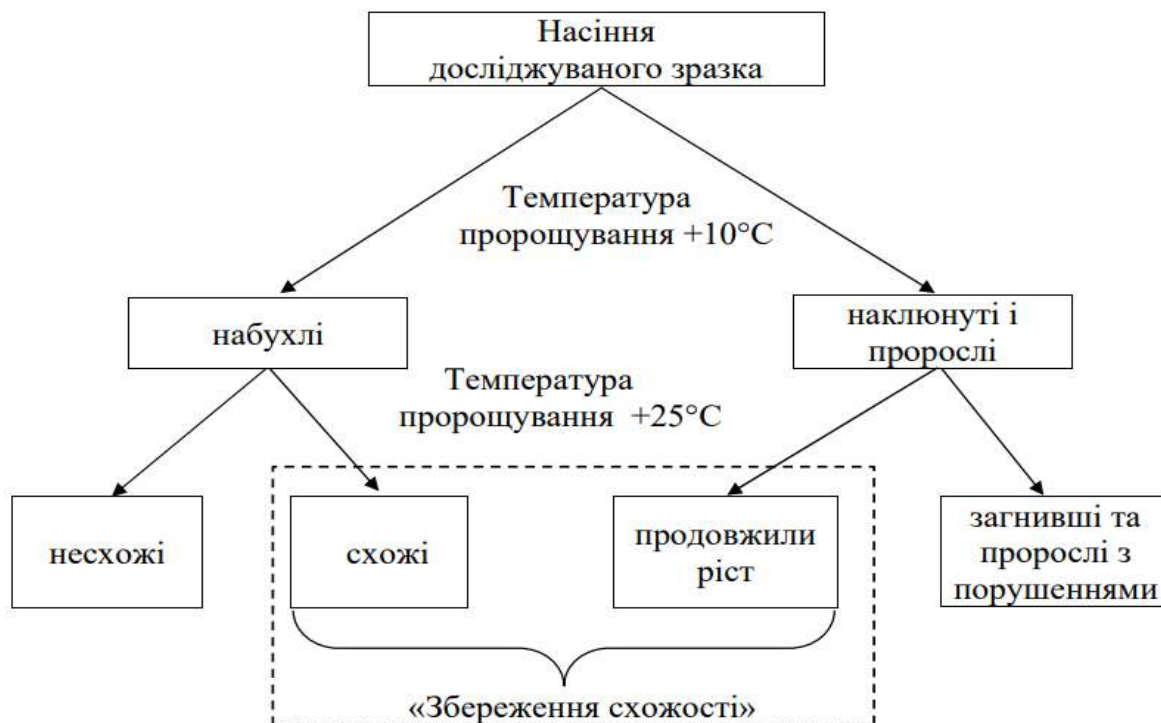 Насіння
досліджуваного зразка
Температура
пророщування +10°С
набухлі
наклюнуті і
пророслі
Температура
пророщування +25°С
несхожі
схожі
продовжили
ріст
загнивші та
пророслі з
порушеннями
«Збереження схожості»